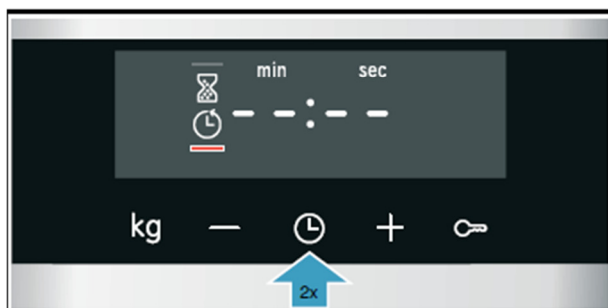 min sec
--:--
kg — +
2x